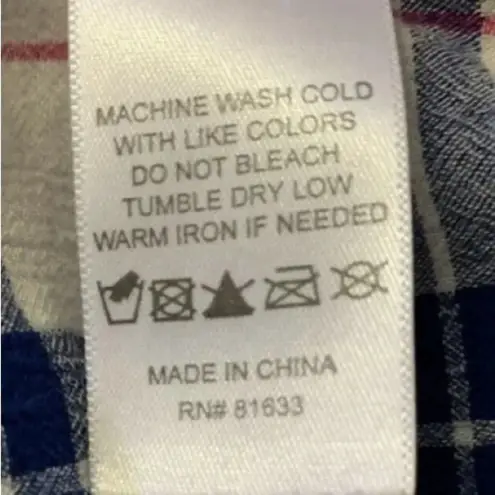 MACHINE WASH COLD
WITH LIKE COLORS
DO NOT BLEACH
TUMBLE DRY LOW
WARM IRON IF NEEDED
MADE IN CHINA
RN# 81633